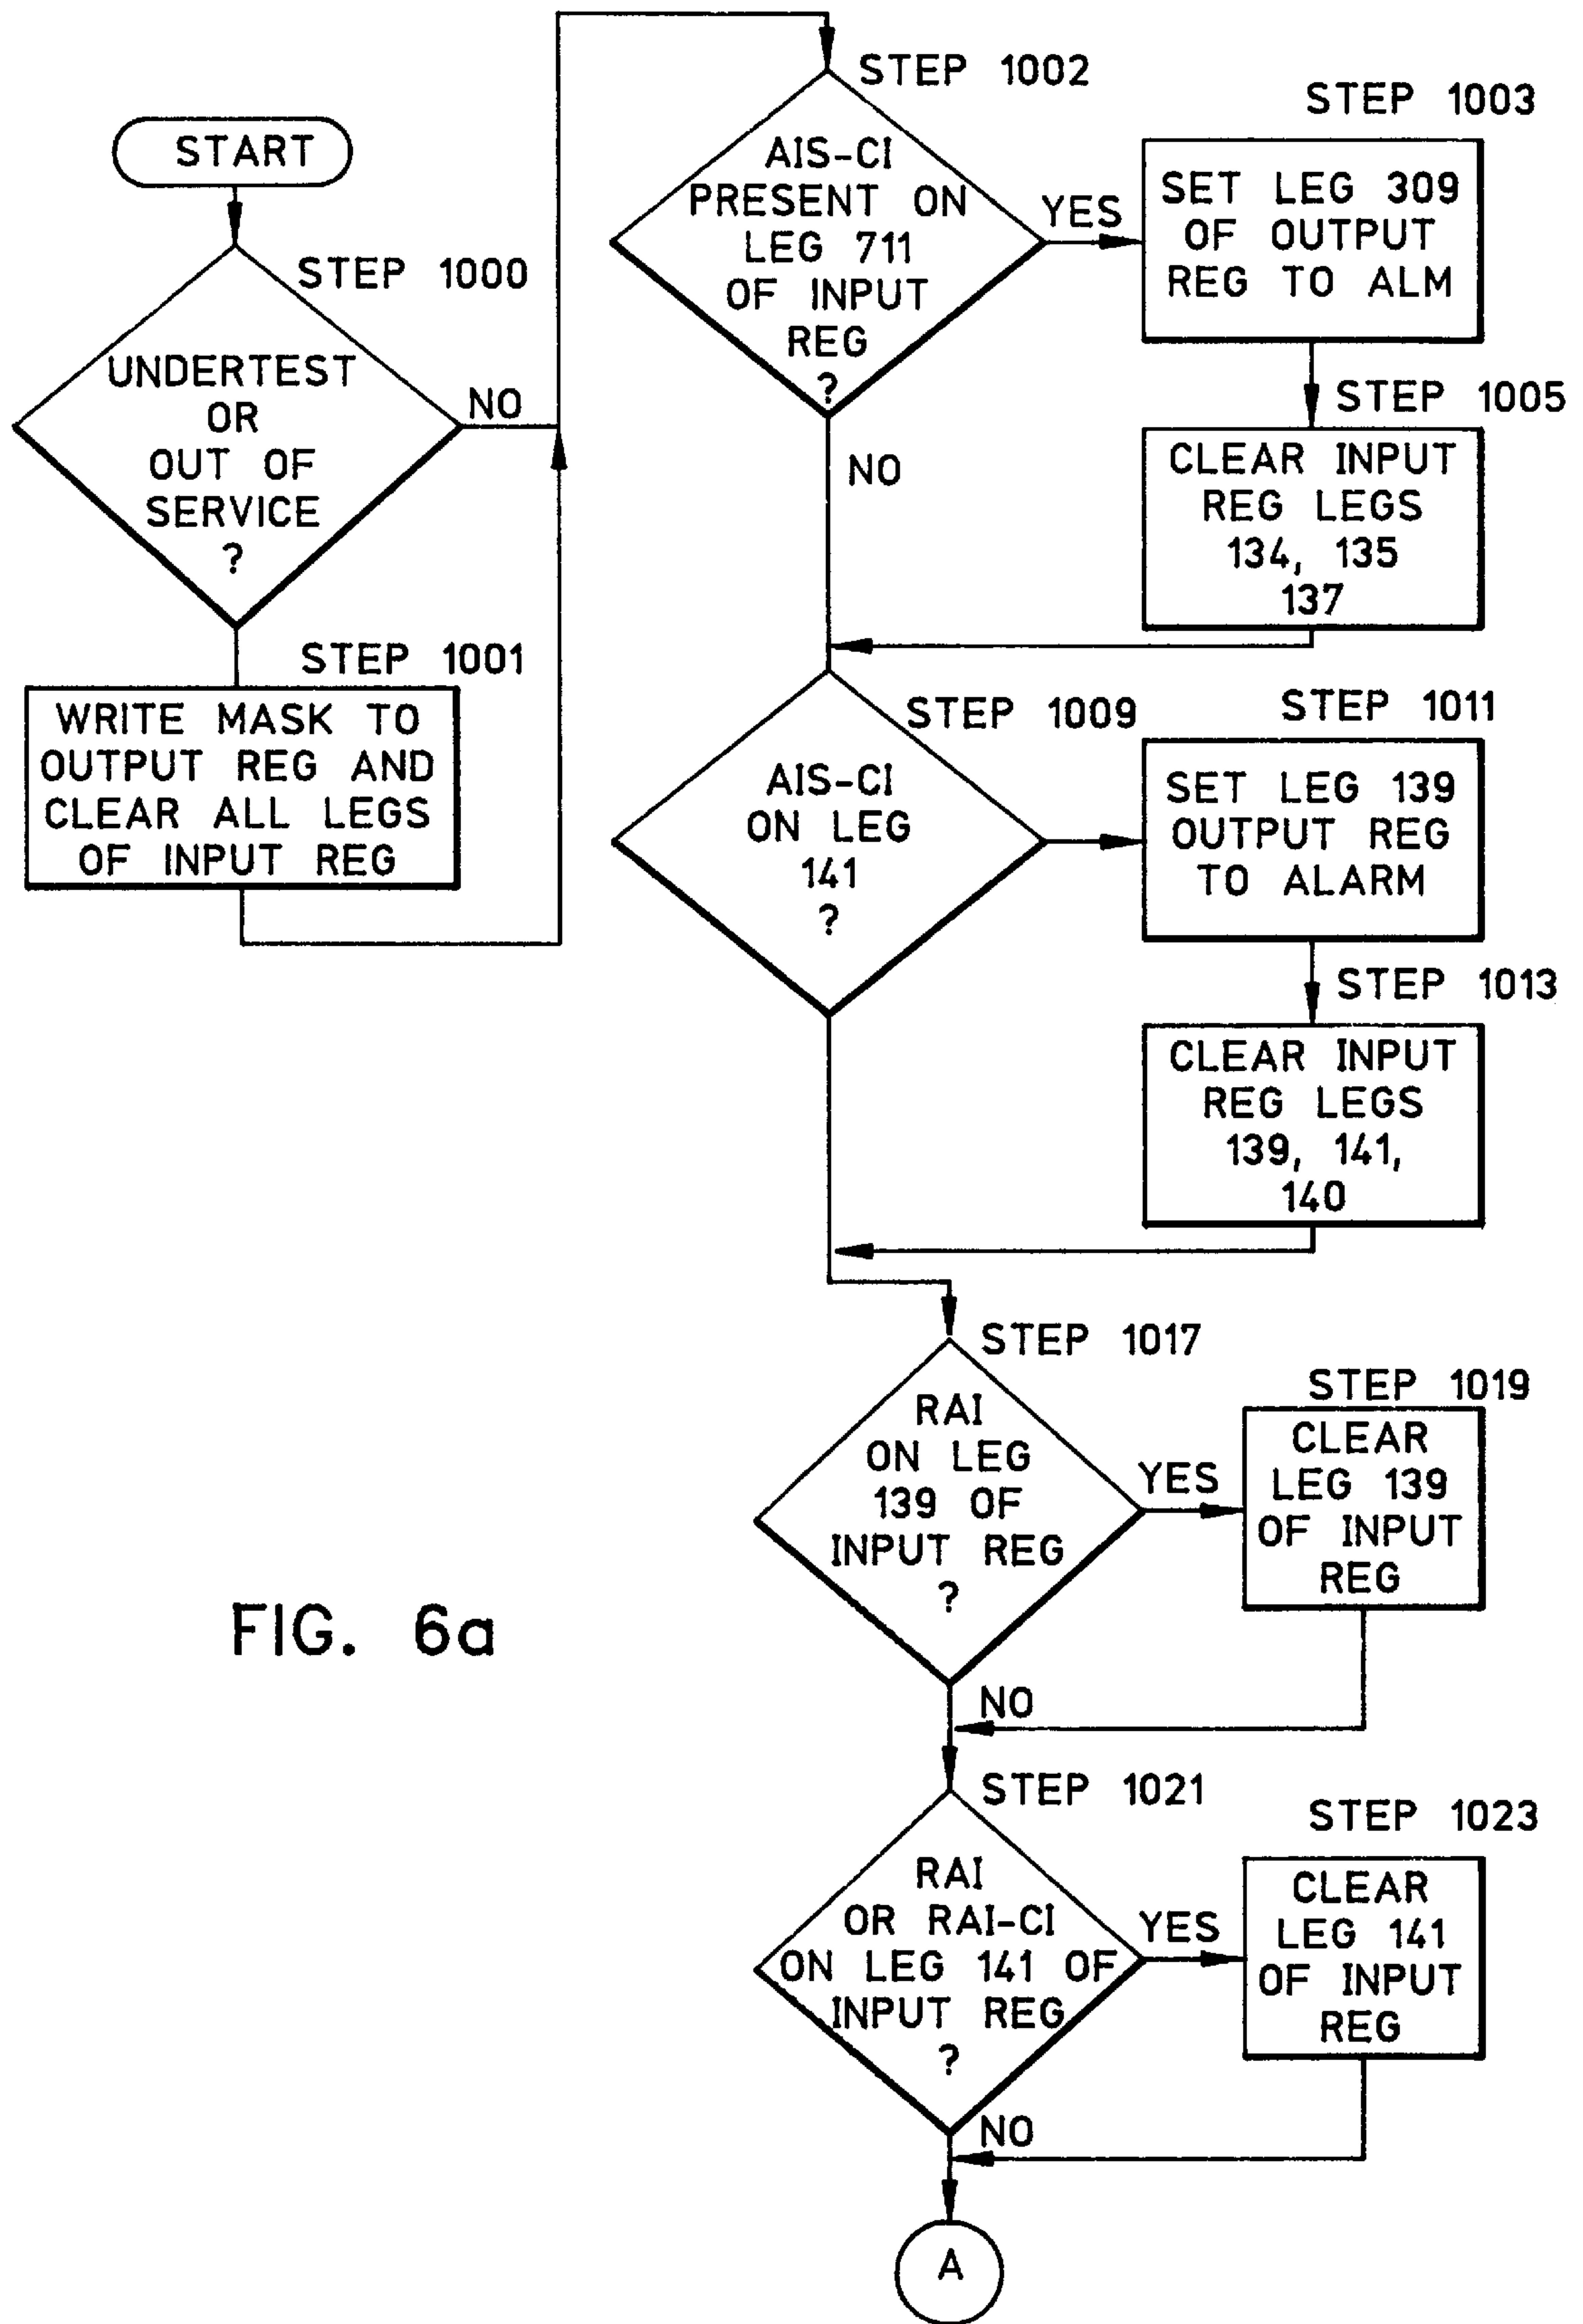 START
STEP 1000
UNDERTEST
OR
OUT OF
SERVICE
?
NO
STEP 1001
WRITE MASK TO
OUTPUT REG AND
CLEAR ALL LEGS
OF INPUT REG
STEP 1002
AIS-CI
PRESENT ON
LEG 711
OF INPUT
REG
?
YES
NO
STEP 1003
SET LEG 309
OF OUTPUT
REG TO ALM
STEP 1005
CLEAR INPUT
REG LEGS
134, 135
137
STEP 1009
AIS-CI
ON LEG
141
?
STEP 1011
SET LEG 139
OUTPUT REG
TO ALARM
STEP 1013
CLEAR INPUT
REG LEGS
139, 141,
140
STEP 1017
RAI
ON LEG
139 OF
INPUT REG
?
YES
NO
STEP 1019
CLEAR
LEG 139
OF INPUT
REG
STEP 1021
RAI
OR RAI-CI
ON LEG 141 OF
INPUT REG
?
YES
NO
STEP 1023
CLEAR
LEG 141
OF INPUT
REG
A
FIG. 6a